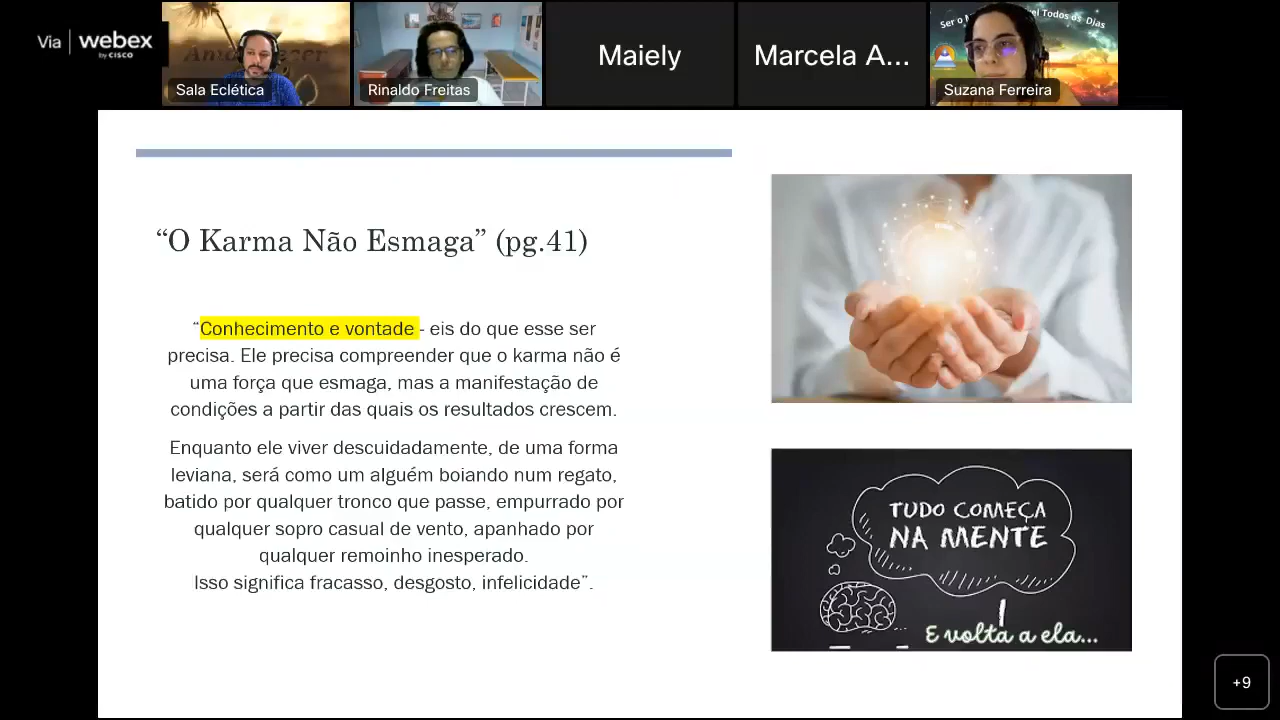 Via | webex
by CISCO
Sala Eclética
Rinaldo Freitas
Maiely
Marcela A...
Ser o
el Todos os Dias
Suzana Ferreira
“O Karma Não Esmaga” (pg.41)
“Conhecimento e vontade - eis do que esse ser
precisa. Ele precisa compreender que o karma não é
uma força que esmaga, mas a manifestação de
condições a partir das quais os resultados crescem.
Enquanto ele viver descuidadamente, de uma forma
leviana, será como um alguém boiando num regato,
batido por qualquer tronco que passe, empurrado por
qualquer sopro casual de vento, apanhado por
qualquer remoinho inesperado.
Isso significa fracasso, desgosto, infelicidade”.
TUDO COMEÇA
NA MENTE
E volta a ela...
+9